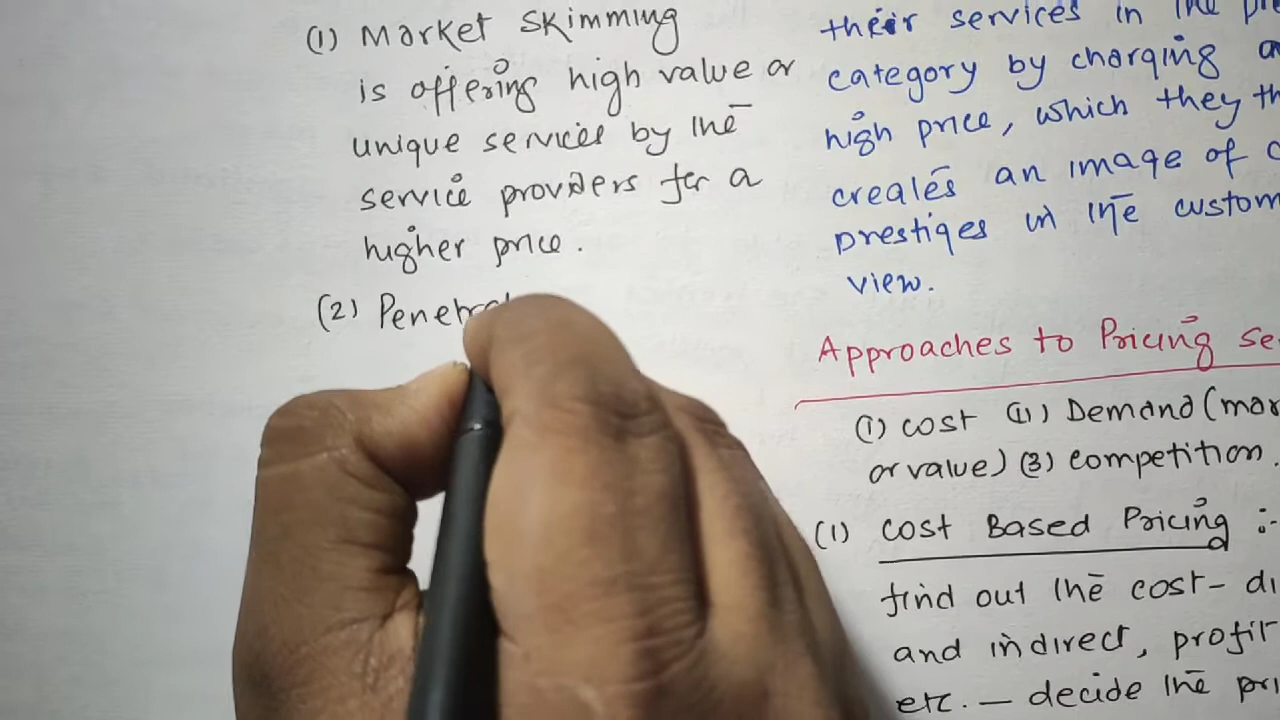 (1) Market Skimming
is offering high value or
unique services by the
service providers for a
higher price.
(2)
their services in the
category by charging
high price, which they
creates an image of
prestiges in the
view.
Approaches to Pricing
(1) cost (2) Demand
or value) (3) competition.
(1) Cost Based Pricing :-
find out the cost-
and indirect, profit
etc. — decide the